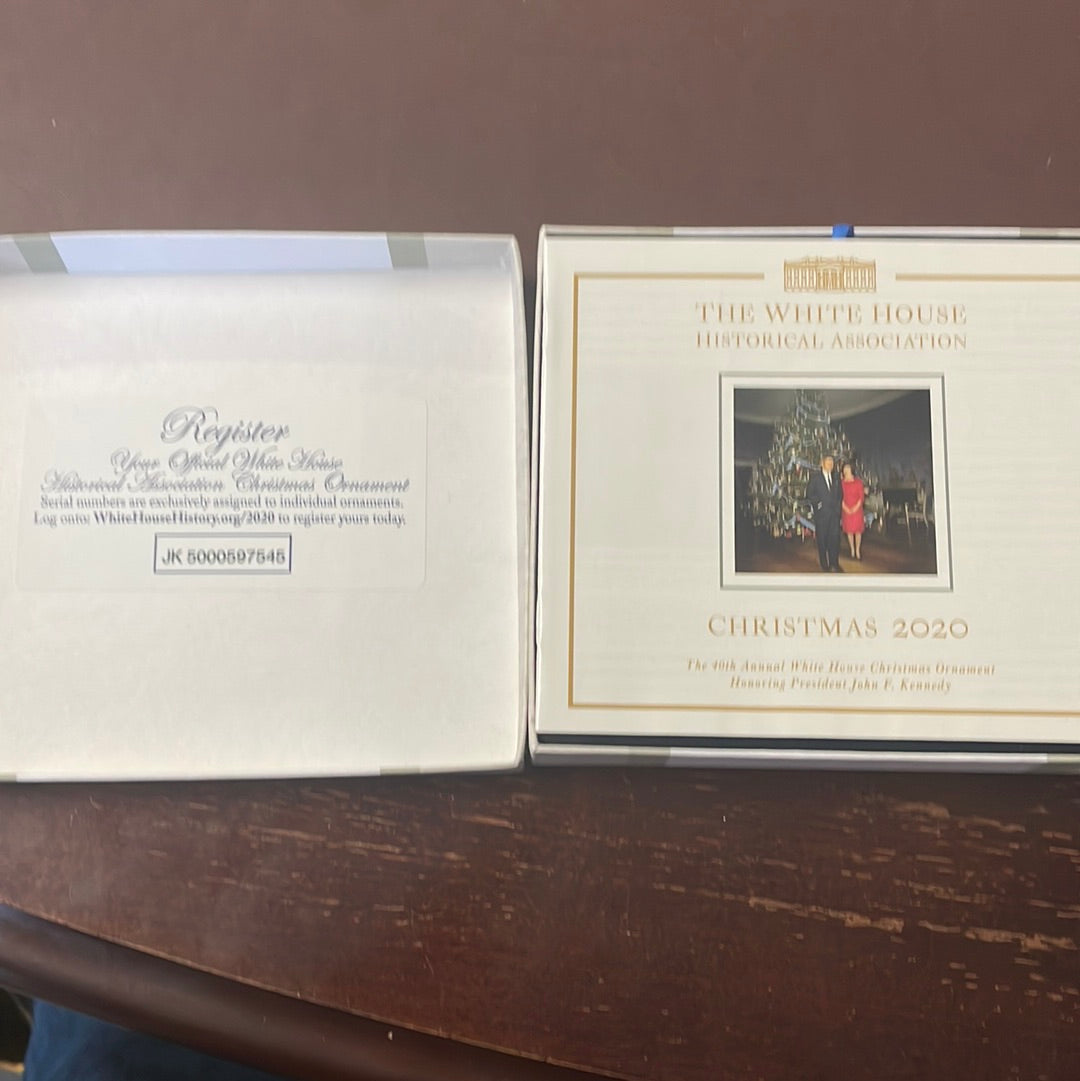 Register
Your Official White House
Historical Association Christmas Ornament
Serial numbers are exclusively assigned to individual ornaments.
Log onto: WhiteHouseHistory.org/2020 to register yours today.
JK 5000597545
THE WHITE HOUSE
HISTORICAL ASSOCIATION
CHRISTMAS 2020
The 40th Annual White House Christmas Ornament
Honoring President John F. Kennedy